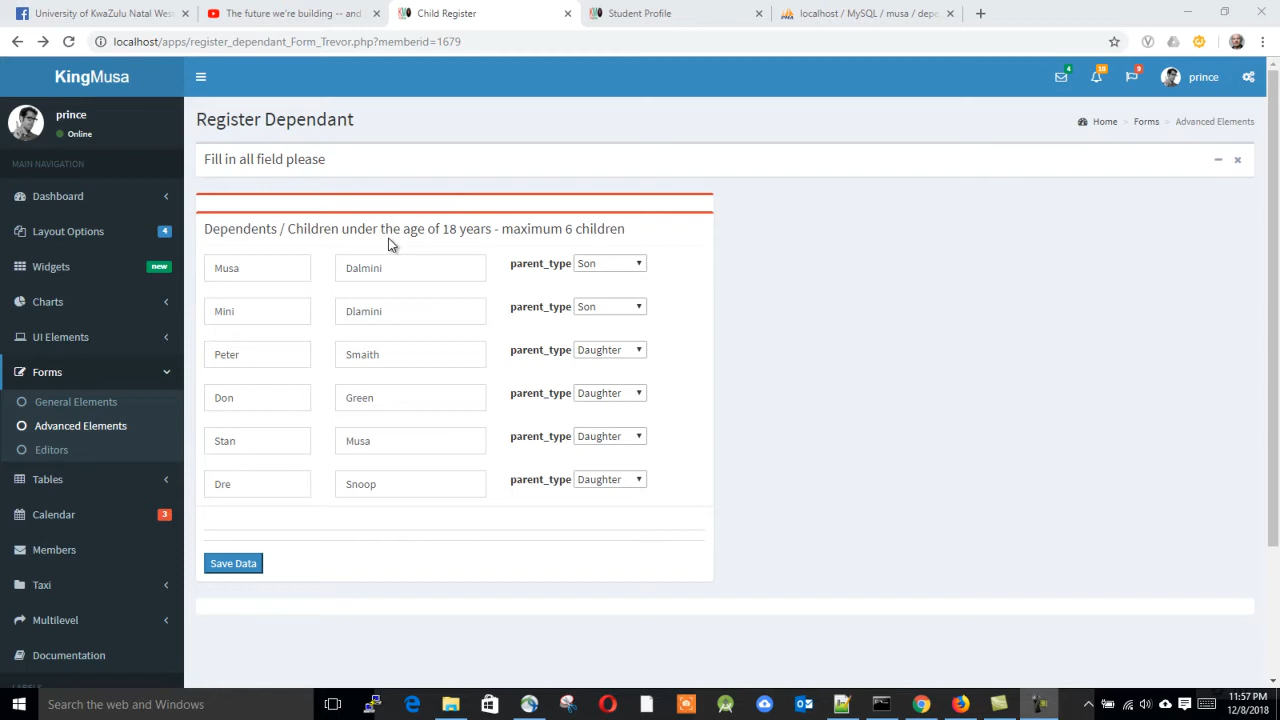 University of KwaZulu Natal West
The future we're building -- and
Child Register
Student Profile
localhost / MySQL / musa / depe
localhost/apps/register_dependant_Form_Trevor.php?memberid=1679
KingMusa
4
10
9
prince
prince
Online
Register Dependant
Home > Forms > Advanced Elements
MAIN NAVIGATION
Fill in all field please
Dashboard
Layout Options 4
Widgets new
Charts
UI Elements
Forms
General Elements
Advanced Elements
Editors
Tables
Calendar 3
Members
Taxi
Multilevel
Documentation
Dependents / Children under the age of 18 years - maximum 6 children
Musa Dalmini parent_type Son
Mini Dlamini parent_type Son
Peter Smaith parent_type Daughter
Don Green parent_type Daughter
Stan Musa parent_type Daughter
Dre Snoop parent_type Daughter
Save Data
Search the web and Windows
11:57 PM
12/8/2018